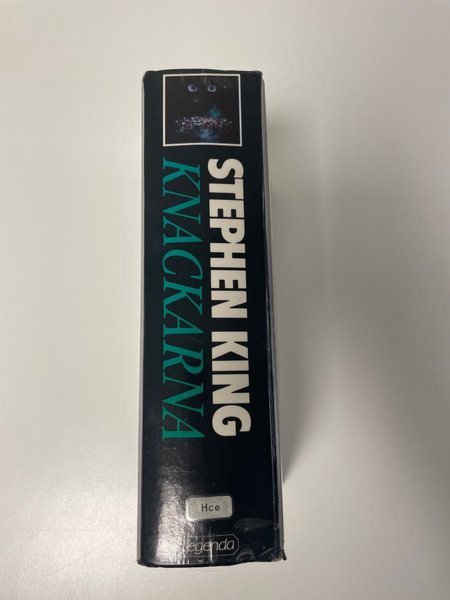 STEPHEN KING
KNACKARNA
Hce
Legenda